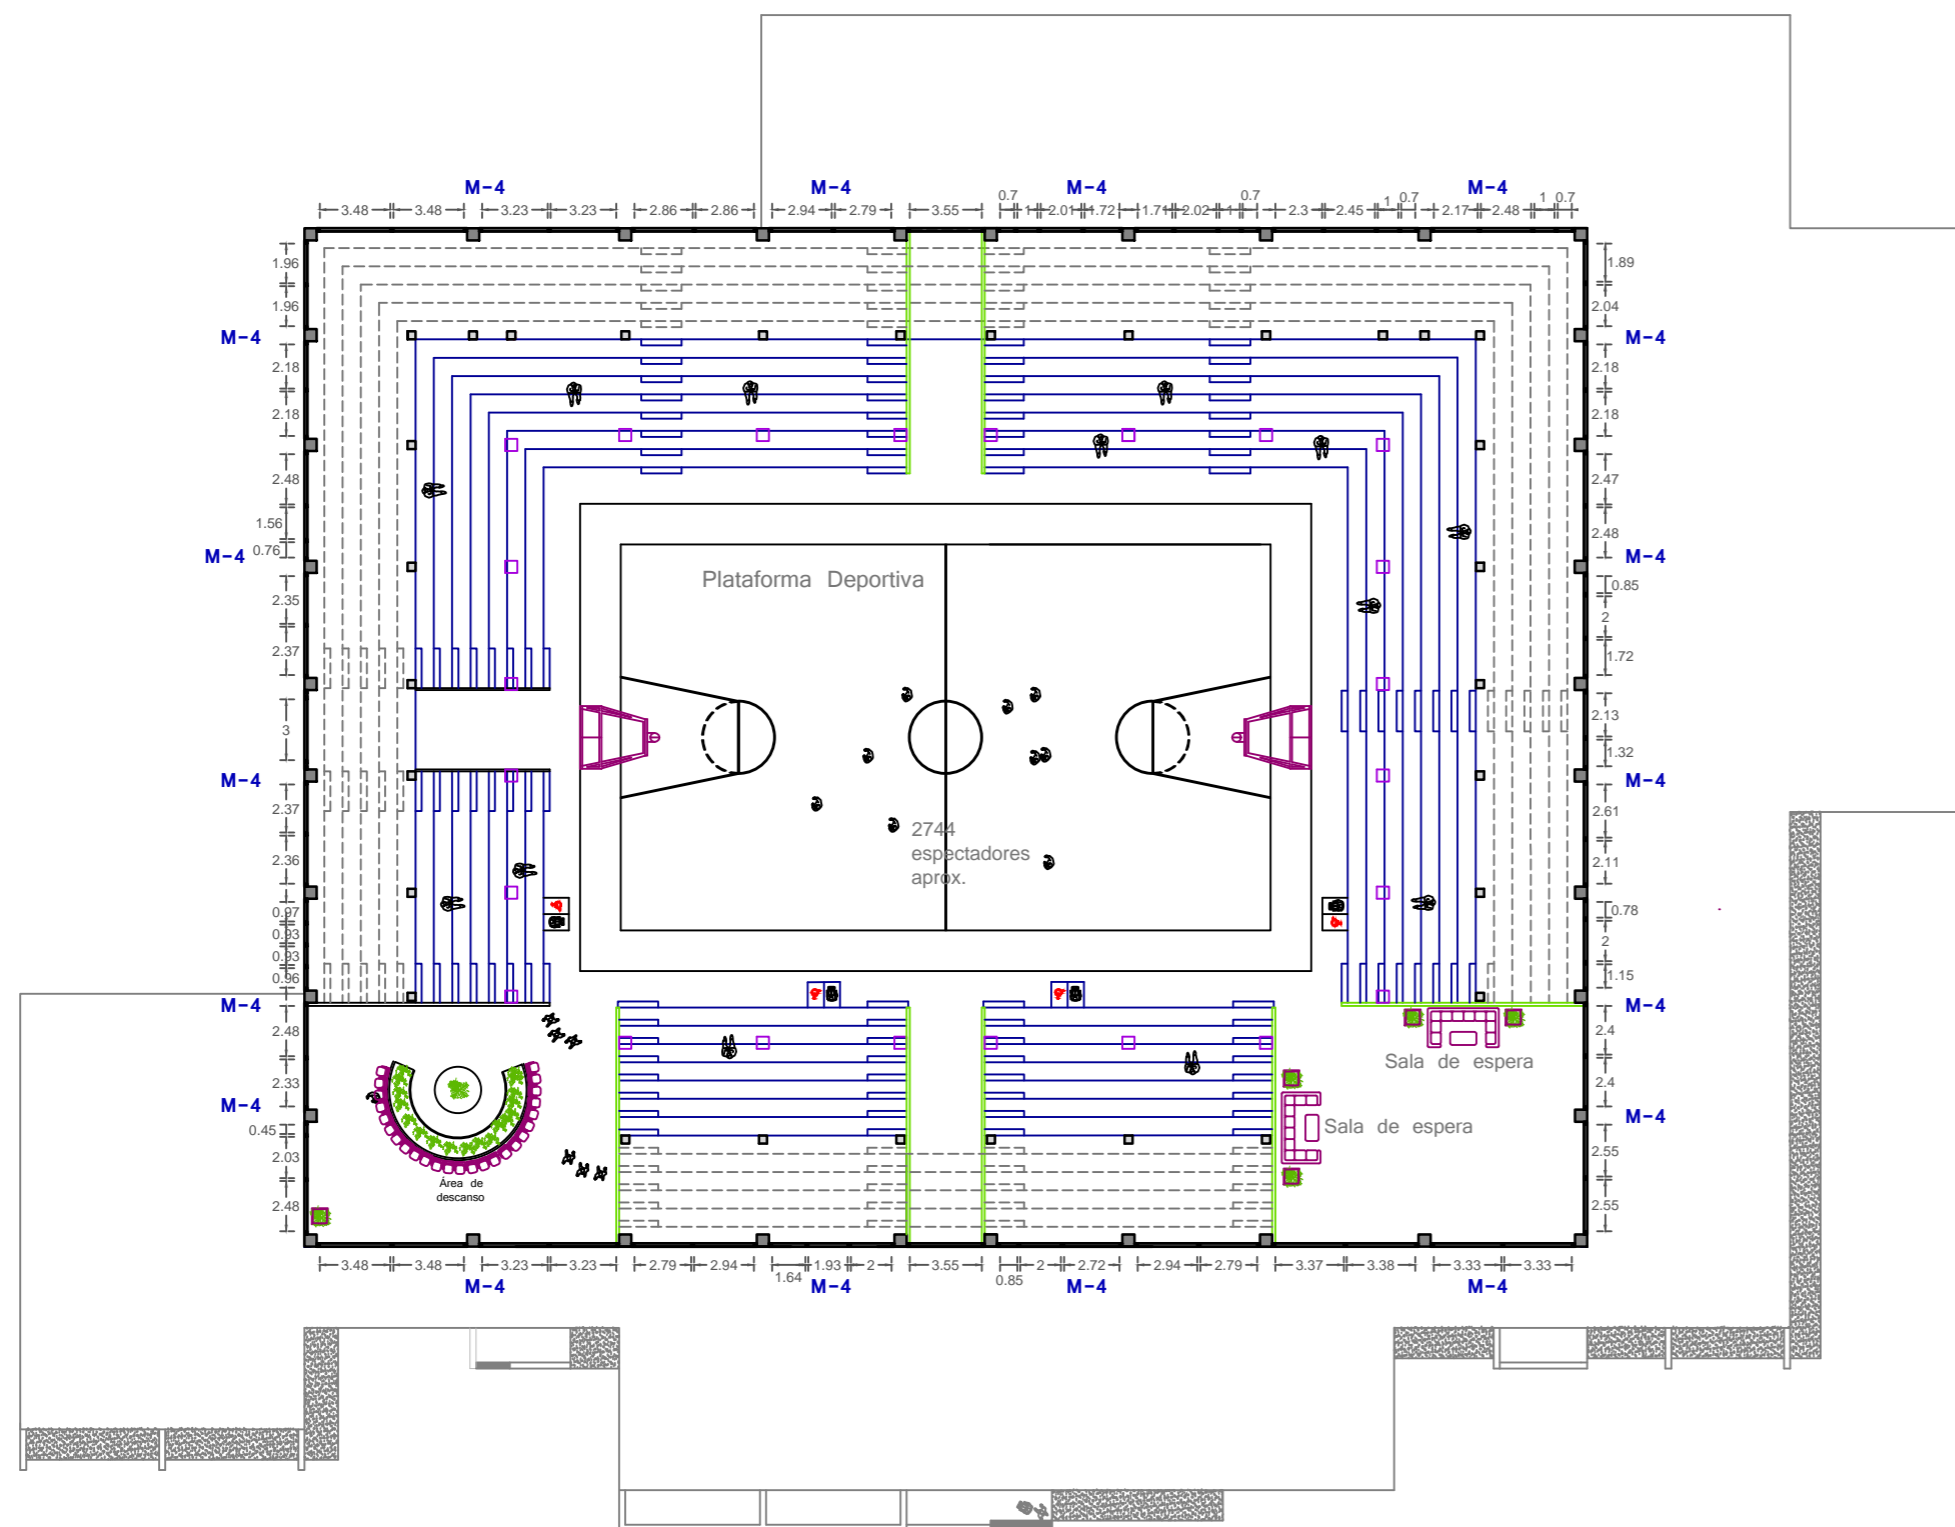 M-4 M-4 M-4 M-4
0.7 0.7 1 0.7 1 0.7
3.48 3.48 3.23 3.23 2.86 2.86 2.94 2.79 3.55 1 2.01 1.72 1.71 2.02 1 2.3 2.45 2.17 2.48
1.96 1.89
1.96 2.04
M-4 M-4
2.18 2.18
2.18 2.18
2.48 2.47
1.56 2.48
M-4 0.76 M-4
Plataforma Deportiva
0.85
2.35 2
2.37 1.72
2.13
3 1.32
M-4 M-4
2.37 2.61
2744
espectadores
aprox.
2.36 2.11
0.97 0.78
0.93 2
0.93
0.96 1.15
M-4 M-4
2.48 2.4
Sala de espera
2.33 2.4
M-4 M-4
Sala de espera
0.45
2.03 2.55
Área de
descanso
2.48 2.55
3.48 3.48 3.23 3.23 2.79 2.94 1.64 1.93 2 3.55 0.85 2 2.72 2.94 2.79 3.37 3.38 3.33 3.33
M-4 M-4 M-4 M-4